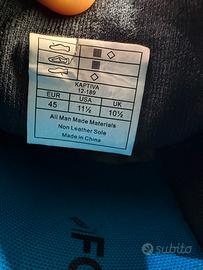 KAPTIVA
12-189
EUR USA UK
45 11½ 10½
All Man Made Materials
Non Leather Sole
Made in China
subito